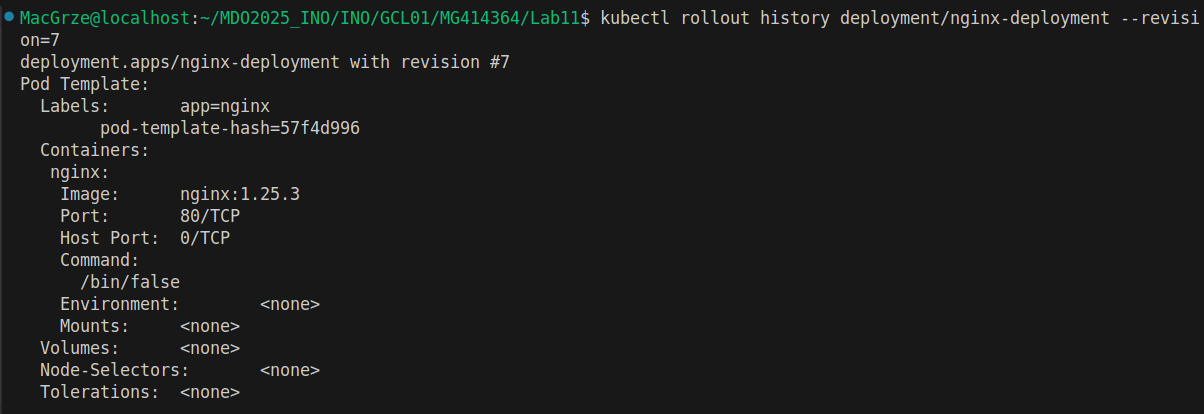 MacGrze@localhost:~/MDO2025_INO/INO/GCL01/MG414364/Lab11$ kubectl rollout history deployment/nginx-deployment --revisi
on=7
deployment.apps/nginx-deployment with revision #7
Pod Template:
  Labels:       app=nginx
        pod-template-hash=57f4d996
  Containers:
   nginx:
    Image:      nginx:1.25.3
    Port:       80/TCP
    Host Port:  0/TCP
    Command:
      /bin/false
    Environment:        <none>
    Mounts:     <none>
  Volumes:      <none>
  Node-Selectors:       <none>
  Tolerations:  <none>